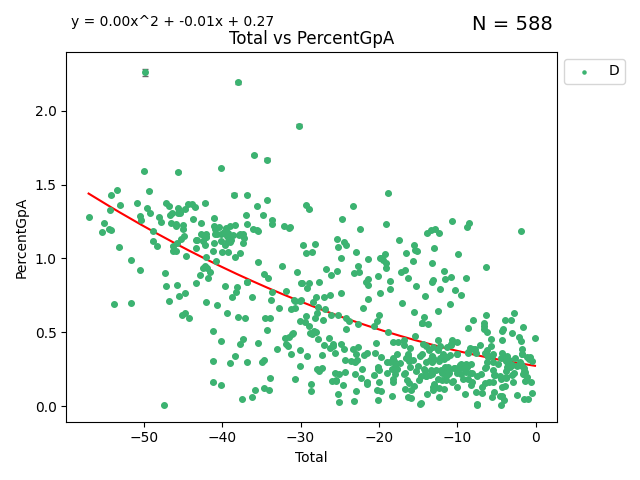 y = 0.00x^2 + -0.01x + 0.27
N = 588
Total vs PercentGpA
D
PercentGpA
2.0
1.5
1.0
0.5
0.0
−50
−40
−30
−20
−10
0
Total